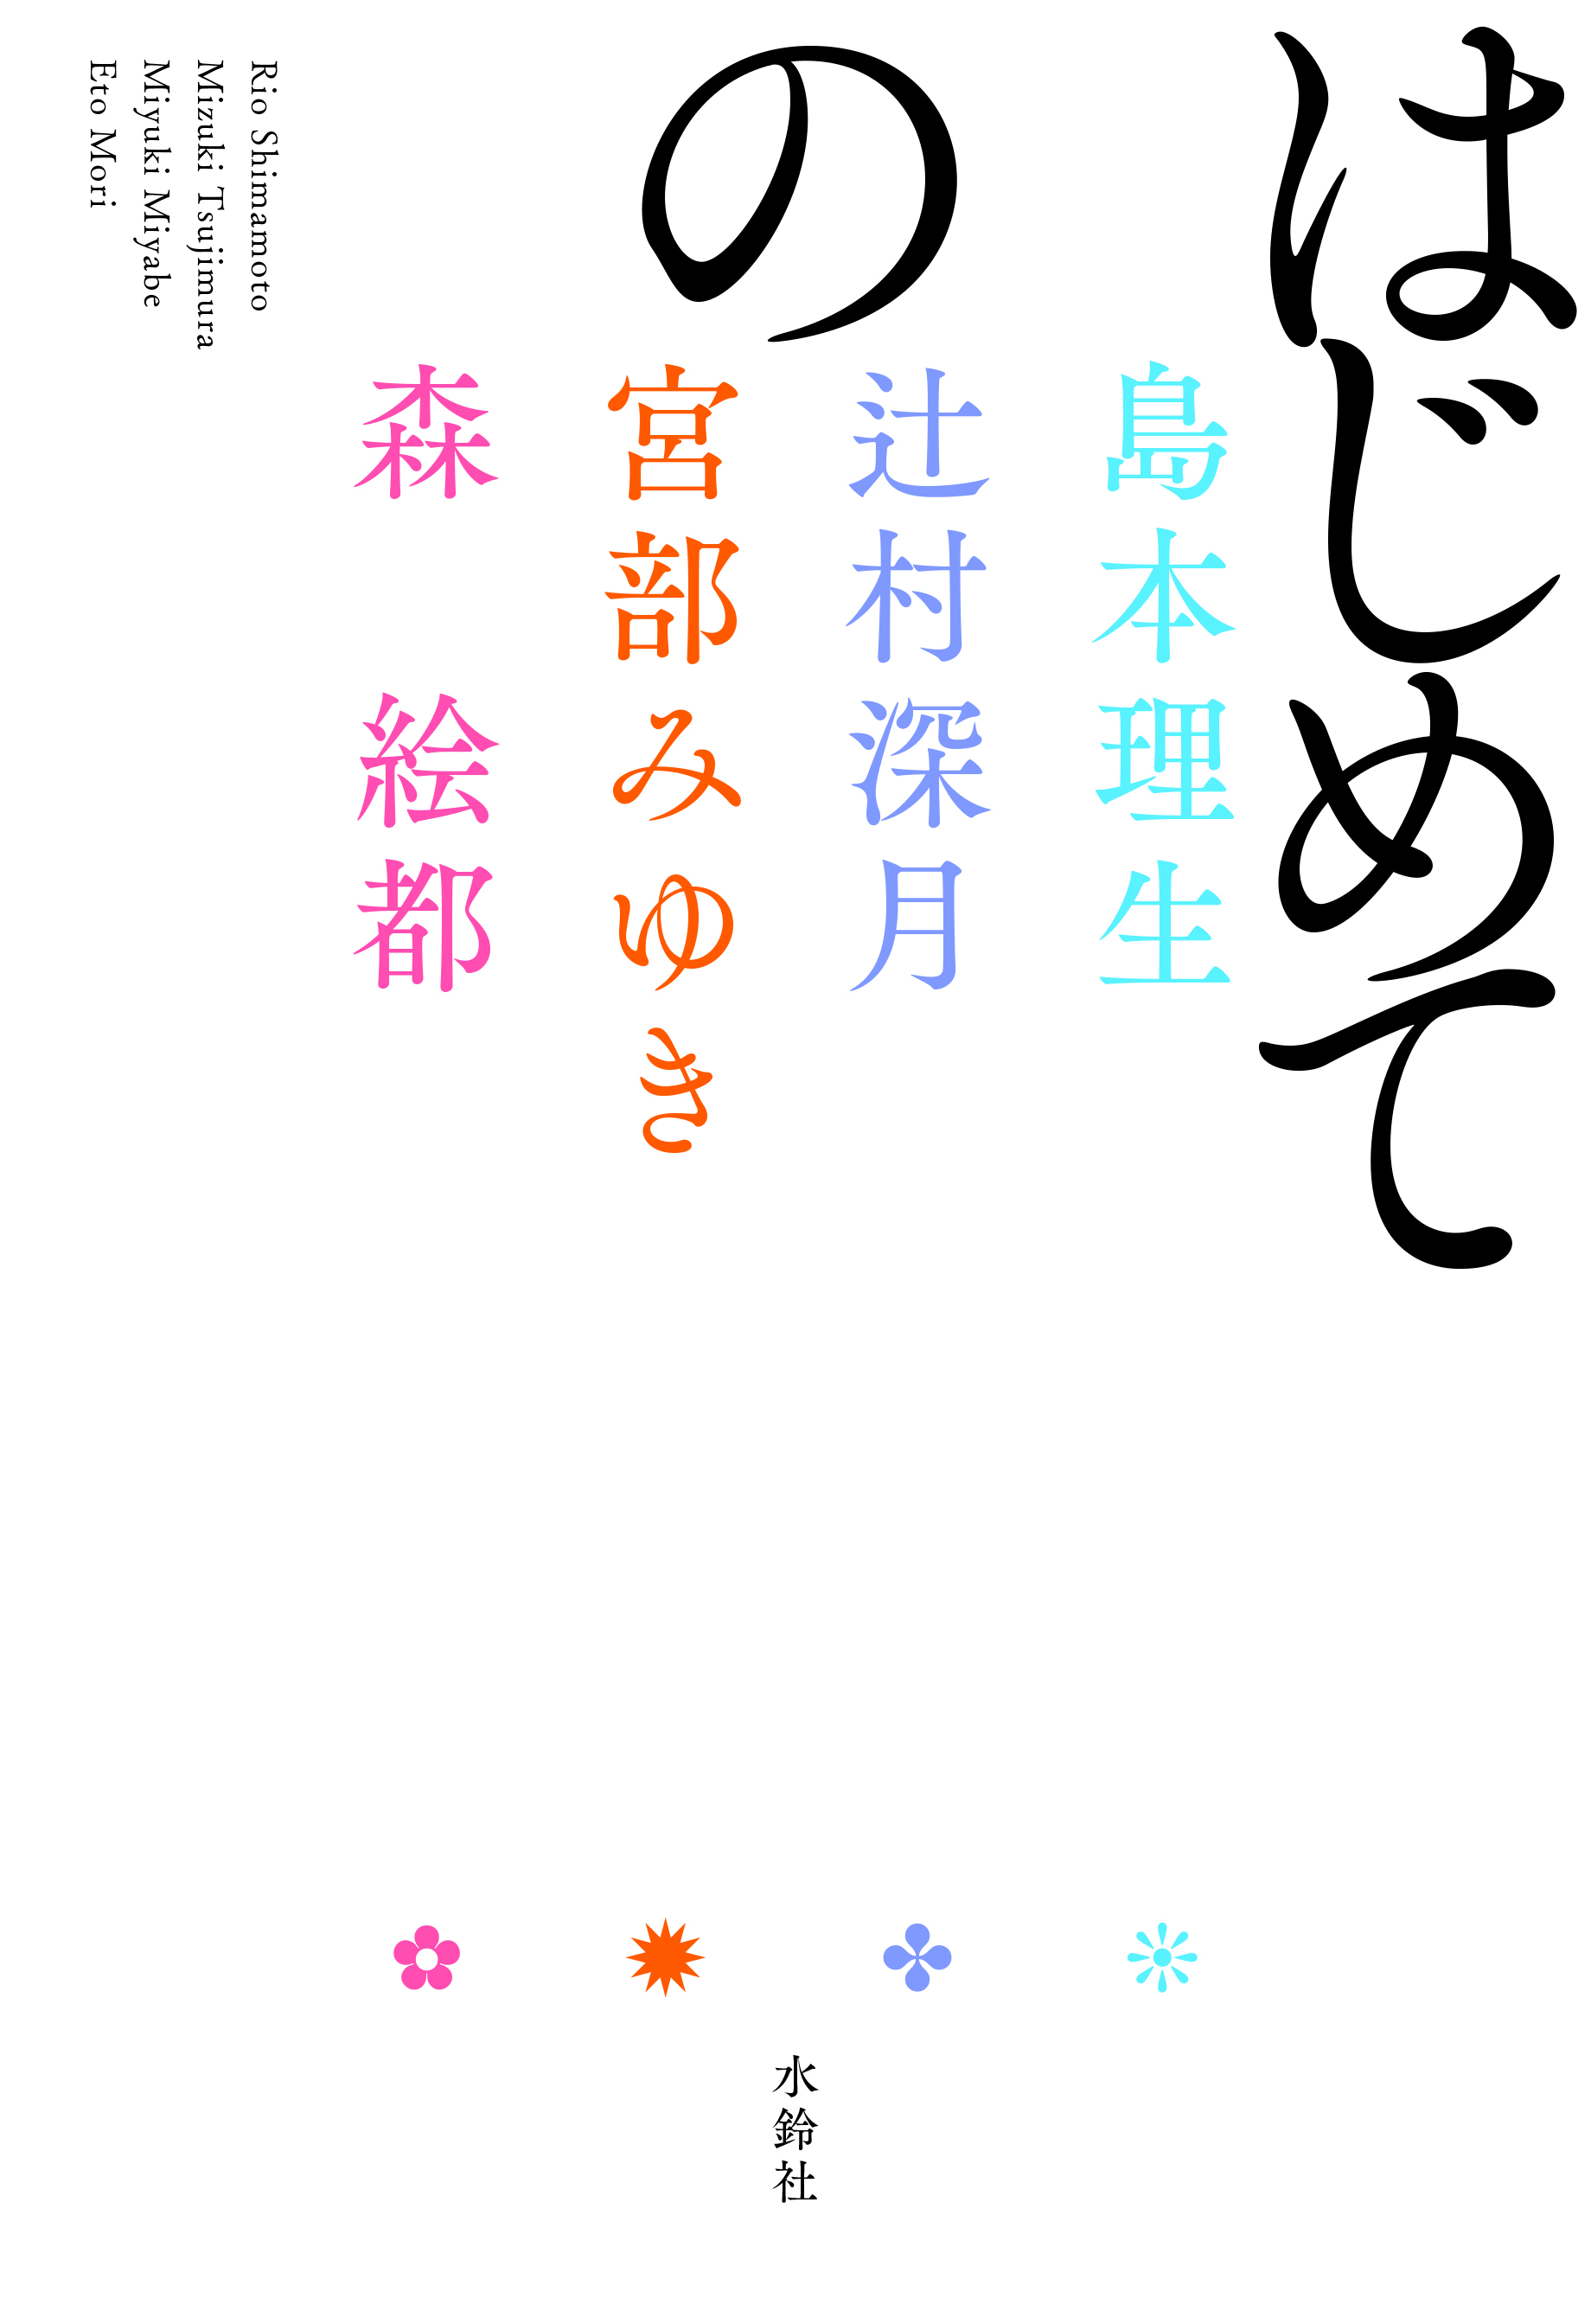 はじめての
島本理生
辻村深月
宮部みゆき
森絵都
Rio Shimamoto
Mizuki Tsujimura
Miyuki Miyabe
Eto Mori
水鈴社